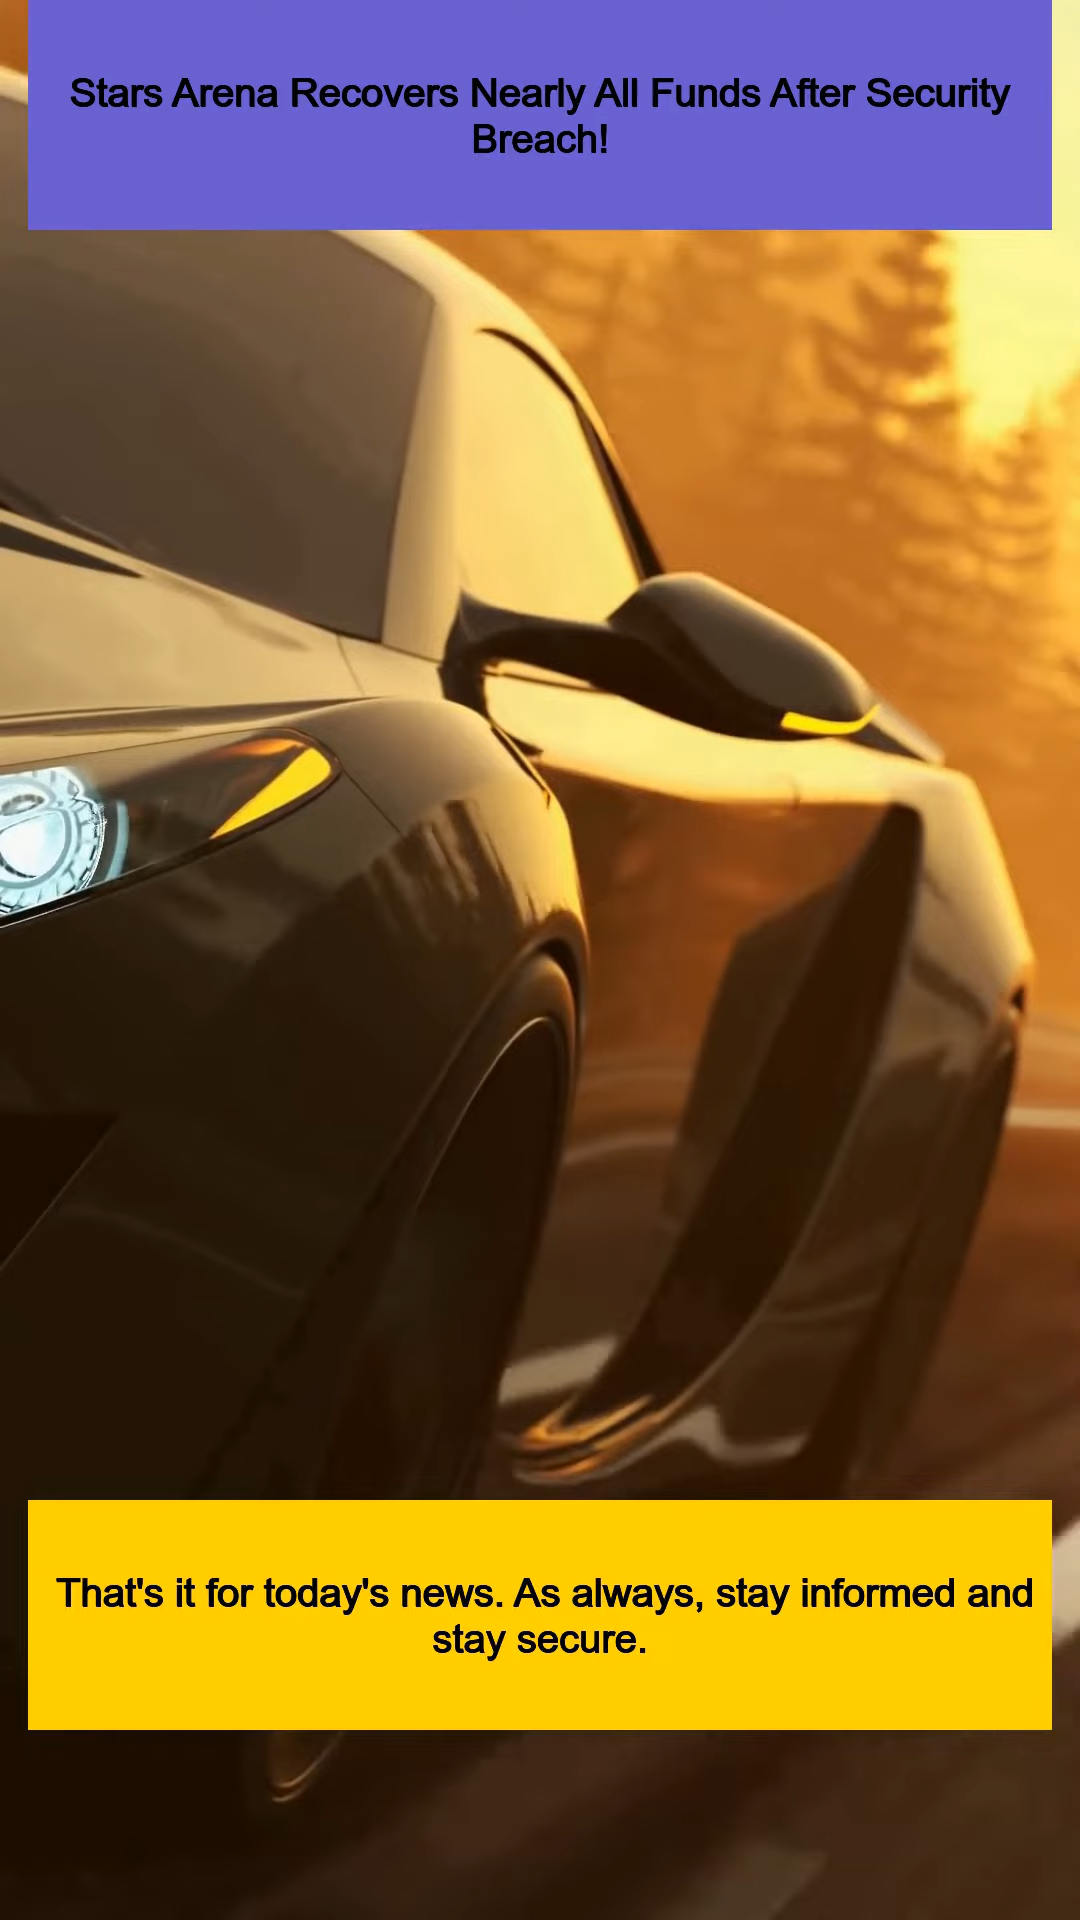 Stars Arena Recovers Nearly All Funds After Security
Breach!
That's it for today's news. As always, stay informed and
stay secure.